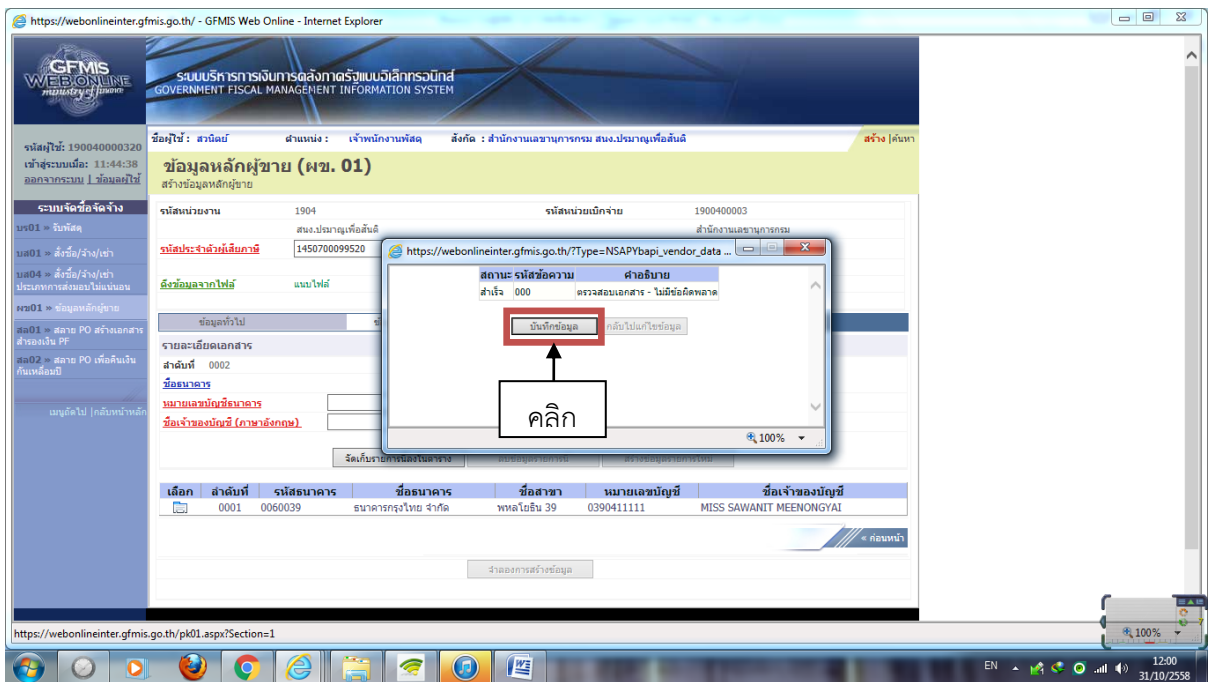 https://webonlineinter.gfmis.go.th/ - GFMIS Web Online - Internet Explorer
GFMIS
WEB ONLINE
ministry of finance
ระบบบริหารการเงินการคลังภาครัฐแบบอิเล็กทรอนิกส์
GOVERNMENT FISCAL MANAGEMENT INFORMATION SYSTEM
รหัสผู้ใช้: 190040000320
เข้าสู่ระบบเมื่อ: 11:44:38
ออกจากระบบ | ข้อมูลผู้ใช้
ชื่อผู้ใช้ : สวนิตย์ ตำแหน่ง : เจ้าพนักงานพัสดุ สังกัด : สำนักงานเลขานุการกรม สนง.ปรมาณูเพื่อสันติ
สร้าง |ค้นหา
ข้อมูลหลักผู้ขาย (ผข. 01)
สร้างข้อมูลหลักผู้ขาย
ระบบจัดซื้อจัดจ้าง
บร01 » รับพัสดุ
บส01 » สั่งซื้อ/จ้าง/เช่า
บส04 » สั่งซื้อ/จ้าง/เช่า
ประเภทการส่งมอบไม่แน่นอน
ผข01 » ข้อมูลหลักผู้ขาย
สล01 » สลาย PO สร้างเอกสาร
สำรองเงิน PF
สล02 » สลาย PO เพื่อคืนเงิน
กันเหลื่อมปี
เมนูถัดไป |กลับหน้าหลัก
รหัสหน่วยงาน 1904 รหัสหน่วยเบิกจ่าย 1900400003
สนง.ปรมาณูเพื่อสันติ สำนักงานเลขานุการกรม
รหัสประจำตัวผู้เสียภาษี 1450700099520
ดึงข้อมูลจากไฟล์ แนบไฟล์
ข้อมูลทั่วไป
รายละเอียดเอกสาร
ลำดับที่ 0002
ชื่อธนาคาร
หมายเลขบัญชีธนาคาร
ชื่อเจ้าของบัญชี (ภาษาอังกฤษ)
https://webonlineinter.gfmis.go.th/?Type=NSAPYbapi_vendor_data ...
สถานะ รหัสข้อความ คำอธิบาย
สำเร็จ 000 ตรวจสอบเอกสาร - ไม่มีข้อผิดพลาด
บันทึกข้อมูล กลับไปแก้ไขข้อมูล
คลิก
100%
จัดเก็บรายการนี้ลงในตาราง ลบข้อมูลรายการนี้ สร้างข้อมูลรายการใหม่
เลือก ลำดับที่ รหัสธนาคาร ชื่อธนาคาร ชื่อสาขา หมายเลขบัญชี ชื่อเจ้าของบัญชี
0001 0060039 ธนาคารกรุงไทย จำกัด พหลโยธิน 39 0390411111 MISS SAWANIT MEENONGYAI
« ก่อนหน้า
จำลองการสร้างข้อมูล
https://webonlineinter.gfmis.go.th/pk01.aspx?Section=1
100%
EN
12:00
31/10/2558